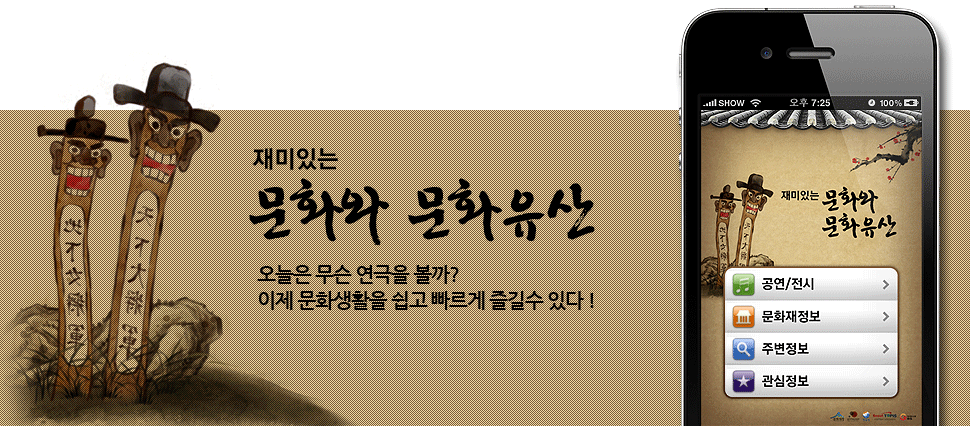 재미있는
문화와 문화유산
오늘은 무슨 연극을 볼까?
이제 문화생활을 쉽고 빠르게 즐길수 있다 !
SHOW 오후 7:25 100%
재미있는 문화와
문화유산
공연/전시
문화재정보
주변정보
관심정보